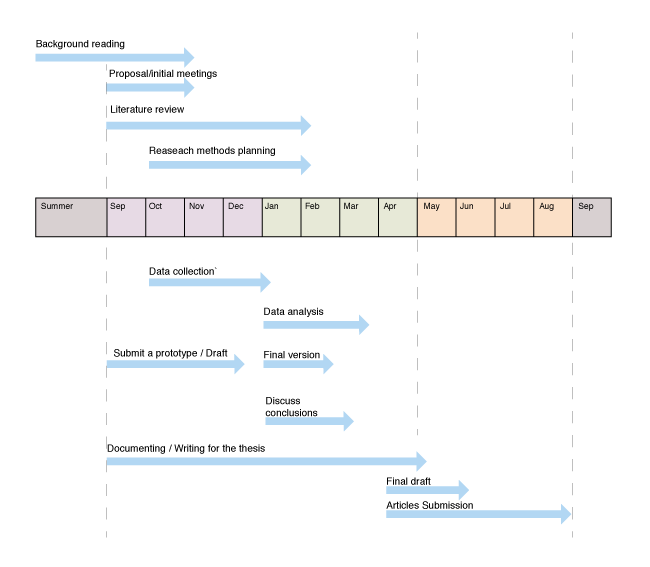 Background reading
Proposal/initial meetings
Literature review
Reaseach methods planning
Summer Sep Oct Nov Dec Jan Feb Mar Apr May Jun Jul Aug Sep
Data collection`
Data analysis
Submit a prototype / Draft Final version
Discuss
conclusions
Documenting / Writing for the thesis
Final draft
Articles Submission